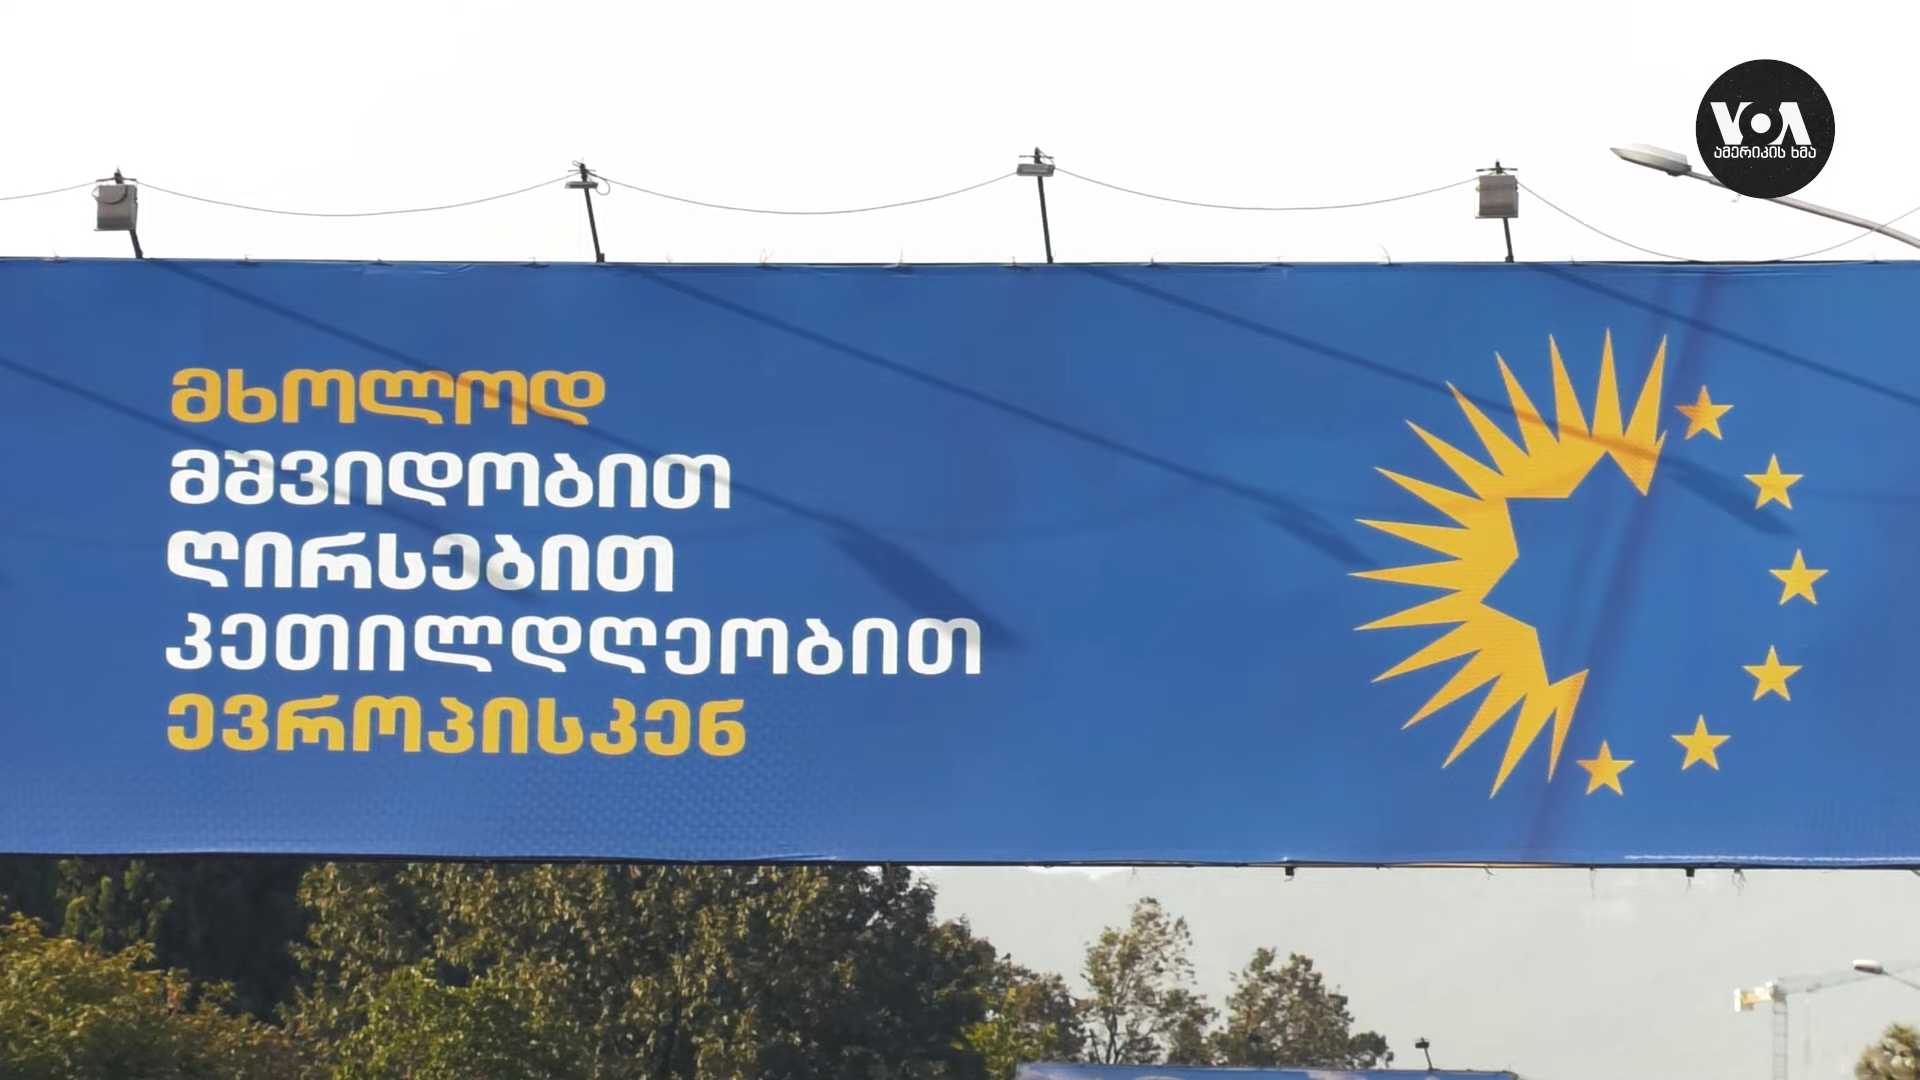 VOA
ამერიკის ხმა
მხოლოდ
მშვიდობით
ღირსებით
კეთილდღეობით
ევროპისკენ